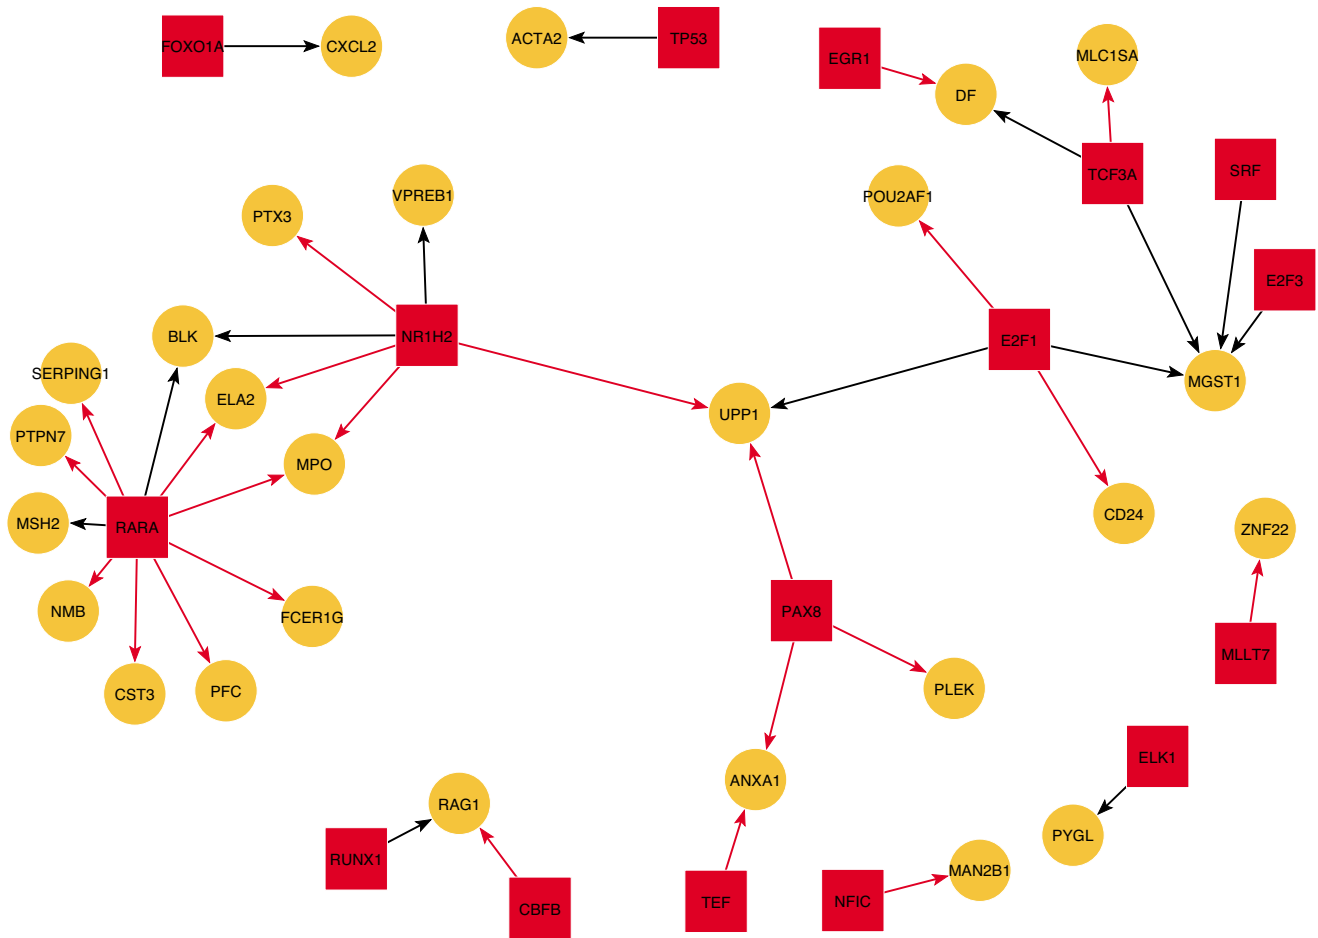 FOXO1A
CXCL2
ACTA2
TP53
EGR1
MLC1SA
DF
TCF3A
SRF
VPREB1
POU2AF1
PTX3
E2F3
BLK
NR1H2
E2F1
SERPING1
MGST1
ELA2
UPP1
PTPN7
MPO
CD24
MSH2
RARA
ZNF22
NMB
PAX8
FCER1G
MLLT7
CST3
PFC
PLEK
ELK1
ANXA1
RAG1
PYGL
RUNX1
MAN2B1
CBFB
TEF
NFIC